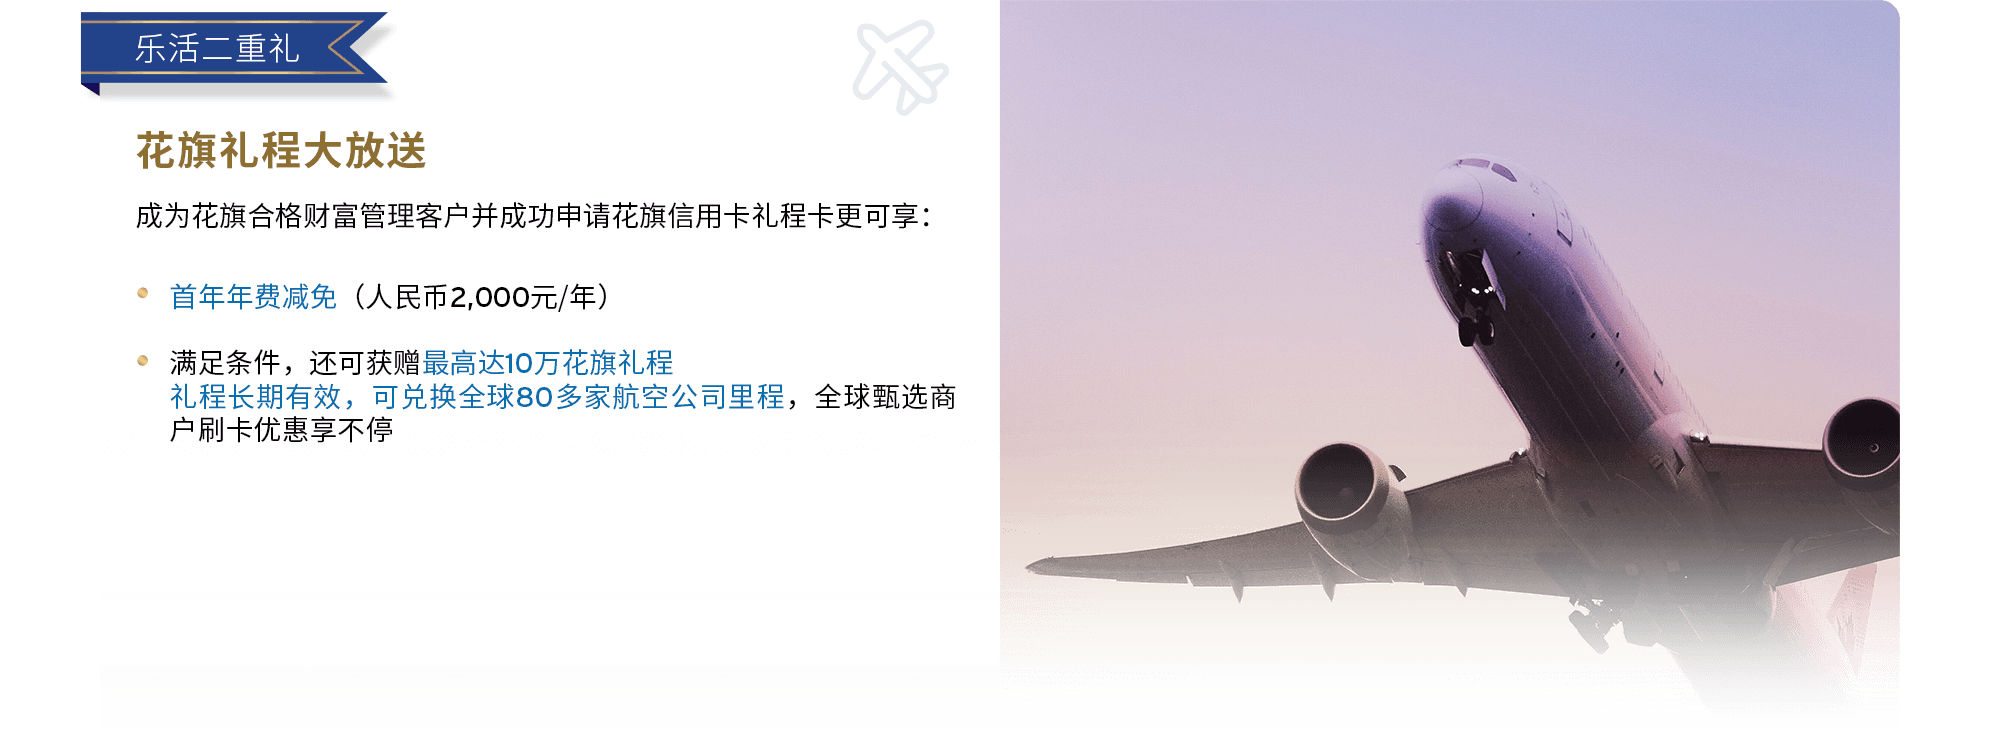 乐活二重礼
花旗礼程大放送
成为花旗合格财富管理客户并成功申请花旗信用卡礼程卡更可享：
首年年费减免（人民币2,000元/年）
满足条件，还可获赠最高达10万花旗礼程
礼程长期有效，可兑换全球80多家航空公司里程，全球甄选商
户刷卡优惠享不停